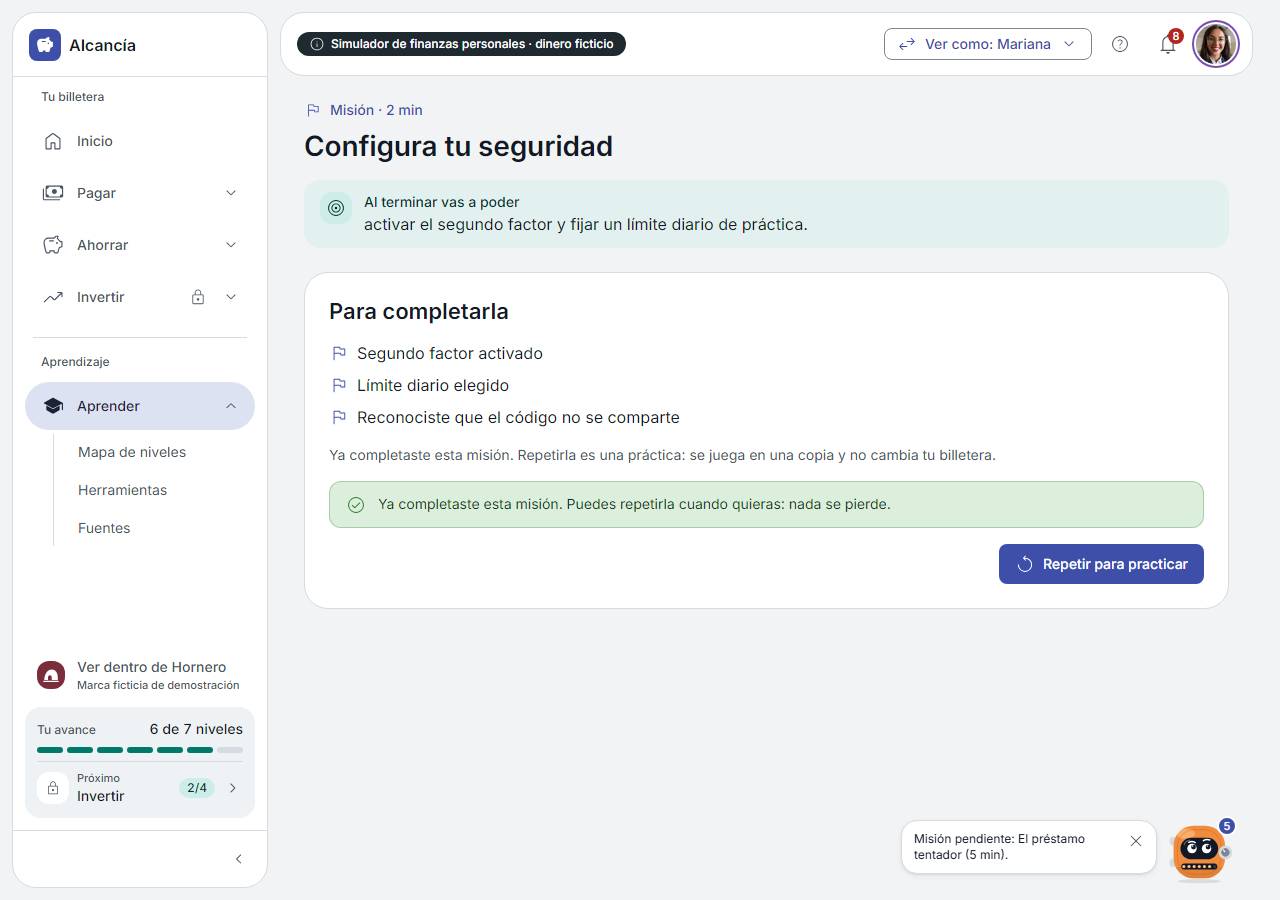 Alcancía
Tu billetera
Inicio
Pagar
Ahorrar
Invertir
Aprendizaje
Aprender
Mapa de niveles
Herramientas
Fuentes
Ver dentro de Hornero
Marca ficticia de demostración
Tu avance
6 de 7 niveles
Próximo
Invertir
2/4
Simulador de finanzas personales · dinero ficticio
Ver como: Mariana
8
Misión · 2 min
Configura tu seguridad
Al terminar vas a poder
activar el segundo factor y fijar un límite diario de práctica.
Para completarla
Segundo factor activado
Límite diario elegido
Reconociste que el código no se comparte
Ya completaste esta misión. Repetirla es una práctica: se juega en una copia y no cambia tu billetera.
Ya completaste esta misión. Puedes repetirla cuando quieras: nada se pierde.
Repetir para practicar
Misión pendiente: El préstamo
tentador (5 min).
5